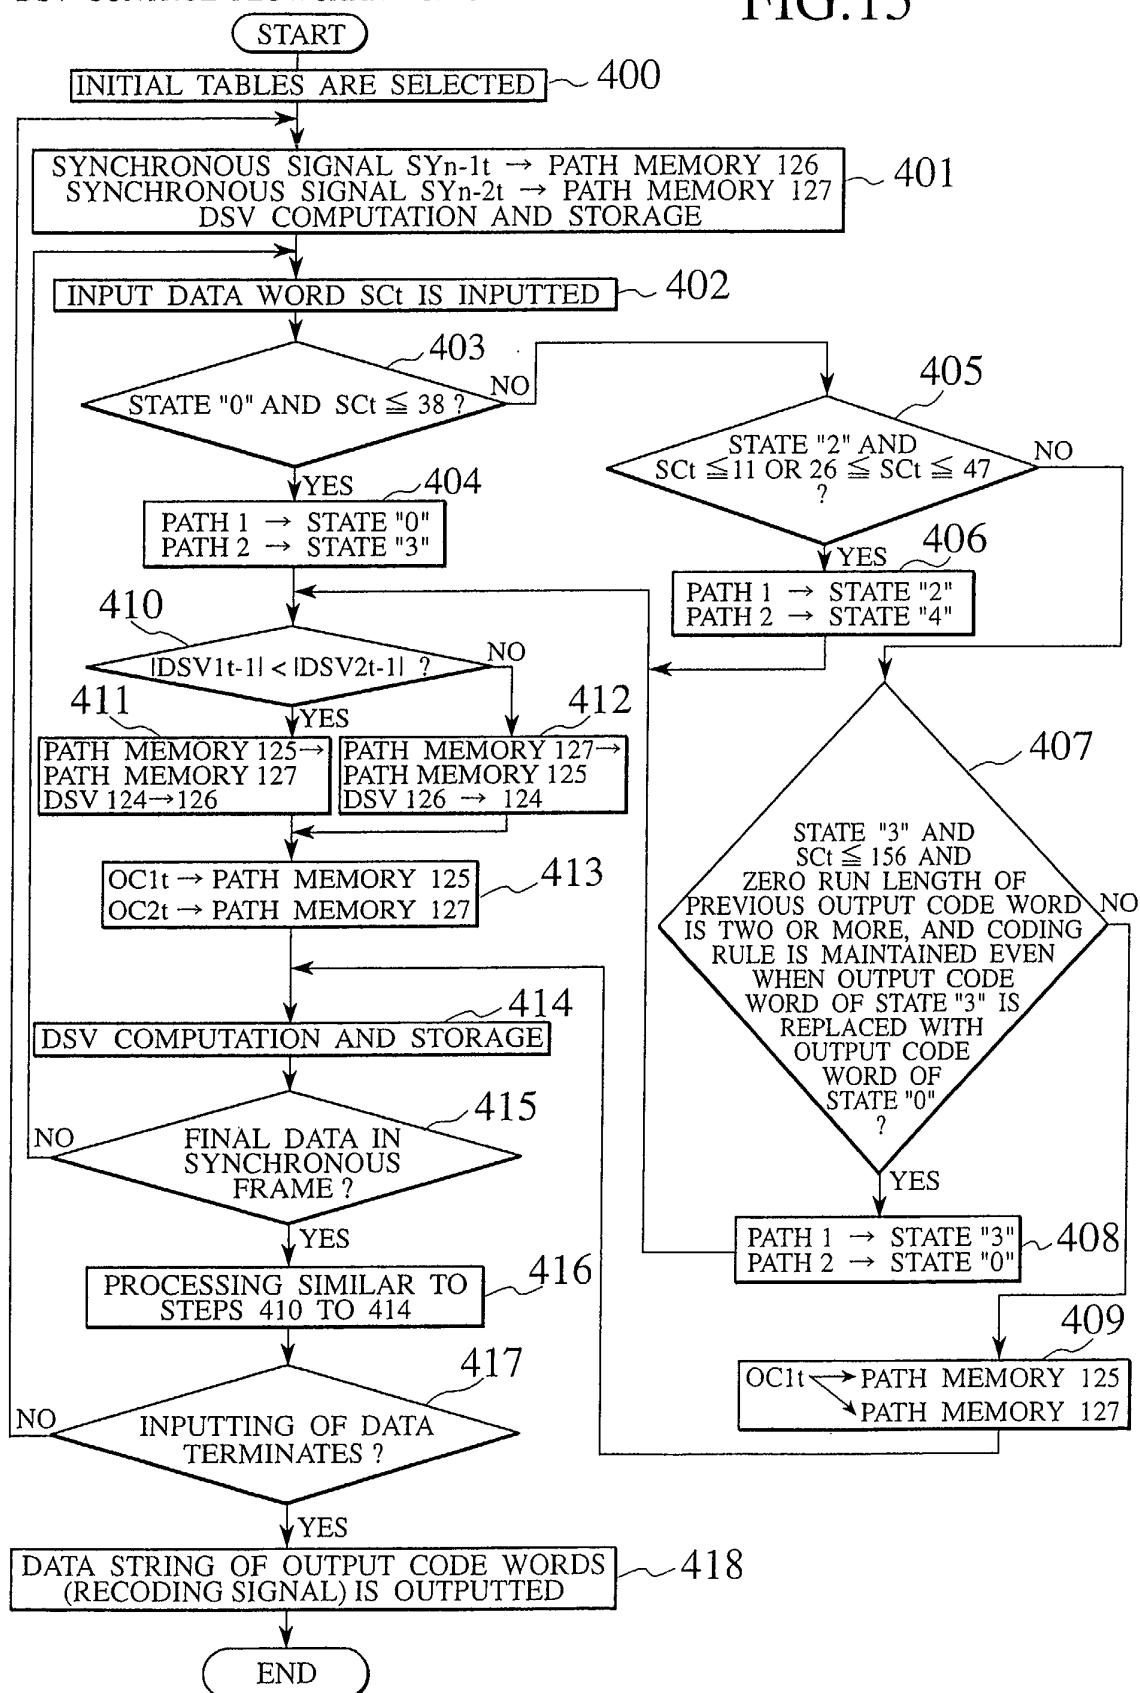 FIG.15
START
INITIAL TABLES ARE SELECTED
400
SYNCHRONOUS SIGNAL SYn-1t → PATH MEMORY 126
SYNCHRONOUS SIGNAL SYn-2t → PATH MEMORY 127
DSV COMPUTATION AND STORAGE
401
INPUT DATA WORD SCt IS INPUTTED
402
403
STATE "0" AND SCt ≦ 38 ?
NO
YES
404
PATH 1 → STATE "0"
PATH 2 → STATE "3"
405
STATE "2" AND
SCt ≦11 OR 26 ≦ SCt ≦ 47
?
NO
YES
406
PATH 1 → STATE "2"
PATH 2 → STATE "4"
407
STATE "3" AND
SCt ≦ 156 AND
ZERO RUN LENGTH OF
PREVIOUS OUTPUT CODE WORD
IS TWO OR MORE, AND CODING
RULE IS MAINTAINED EVEN
WHEN OUTPUT CODE
WORD OF STATE "3" IS
REPLACED WITH
OUTPUT CODE
WORD OF
STATE "0"
?
NO
YES
PATH 1 → STATE "3"
PATH 2 → STATE "0"
408
409
OC1t → PATH MEMORY 125
PATH MEMORY 127
410
|DSV1t-1| < |DSV2t-1| ?
NO
YES
411
PATH MEMORY 125→
PATH MEMORY 127
DSV 124→126
412
PATH MEMORY 127→
PATH MEMORY 125
DSV 126 → 124
OC1t → PATH MEMORY 125
OC2t → PATH MEMORY 127
413
414
DSV COMPUTATION AND STORAGE
415
FINAL DATA IN
SYNCHRONOUS
FRAME ?
NO
YES
PROCESSING SIMILAR TO
STEPS 410 TO 414
416
417
INPUTTING OF DATA
TERMINATES ?
NO
YES
DATA STRING OF OUTPUT CODE WORDS
(RECODING SIGNAL) IS OUTPUTTED
418
END